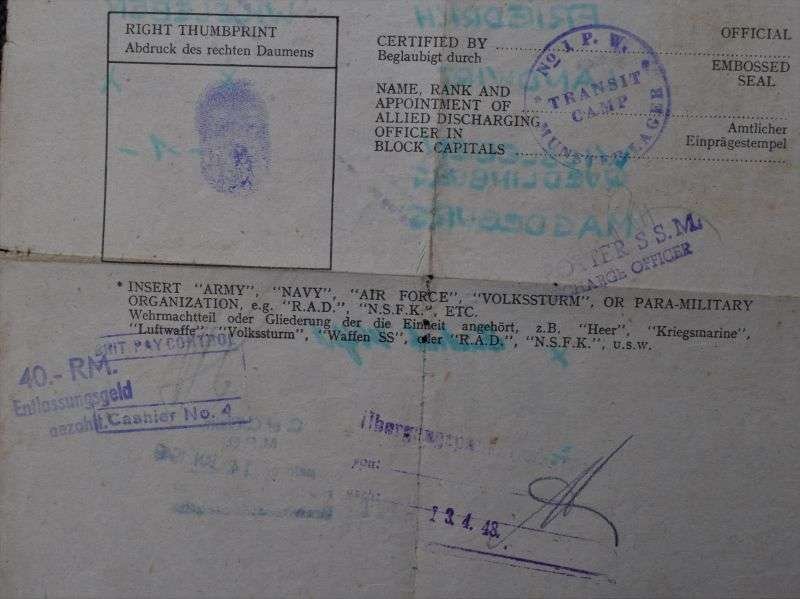 RIGHT THUMBPRINT
Abdruck des rechten Daumens
CERTIFIED BY
Beglaubigt durch
OFFICIAL
EMBOSSED
SEAL
Amtlicher
Einprägestempel
NAME, RANK AND
APPOINTMENT OF
ALLIED DISCHARGING
OFFICER IN
BLOCK CAPITALS
No 1 P. W.
TRANSIT
CAMP
MUNSTERLAGER
POTTER S.S.M.
OFFICER
* INSERT "ARMY", "NAVY", "AIR FORCE", "VOLKSSTURM", OR PARA-MILITARY
ORGANIZATION, e.g. "R.A.D.", "N.S.F.K.", ETC.
Wehrmachtteil oder Gliederung der die Einheit angehört, z.B. "Heer", "Kriegsmarine",
"Luftwaffe", "Volkssturm", "Waffen SS", oder "R.A.D.", "N.S.F.K.", u.s.w.
PAY CONTROL
40.- RM.
Entlassungsgeld
Cashier No. 4
von:
nach:
13.4.48.